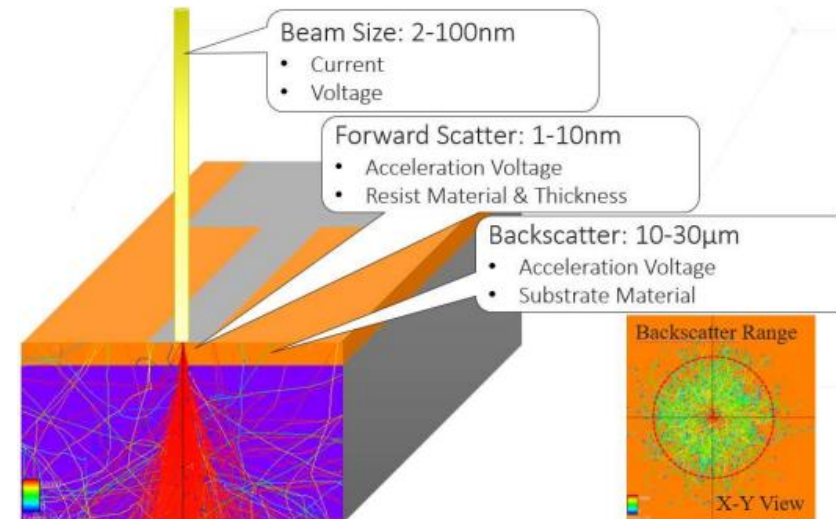 Beam Size: 2-100nm
• Current
• Voltage
Forward Scatter: 1-10nm
• Acceleration Voltage
• Resist Material & Thickness
Backscatter: 10-30μm
• Acceleration Voltage
• Substrate Material
Backscatter Range
X-Y View